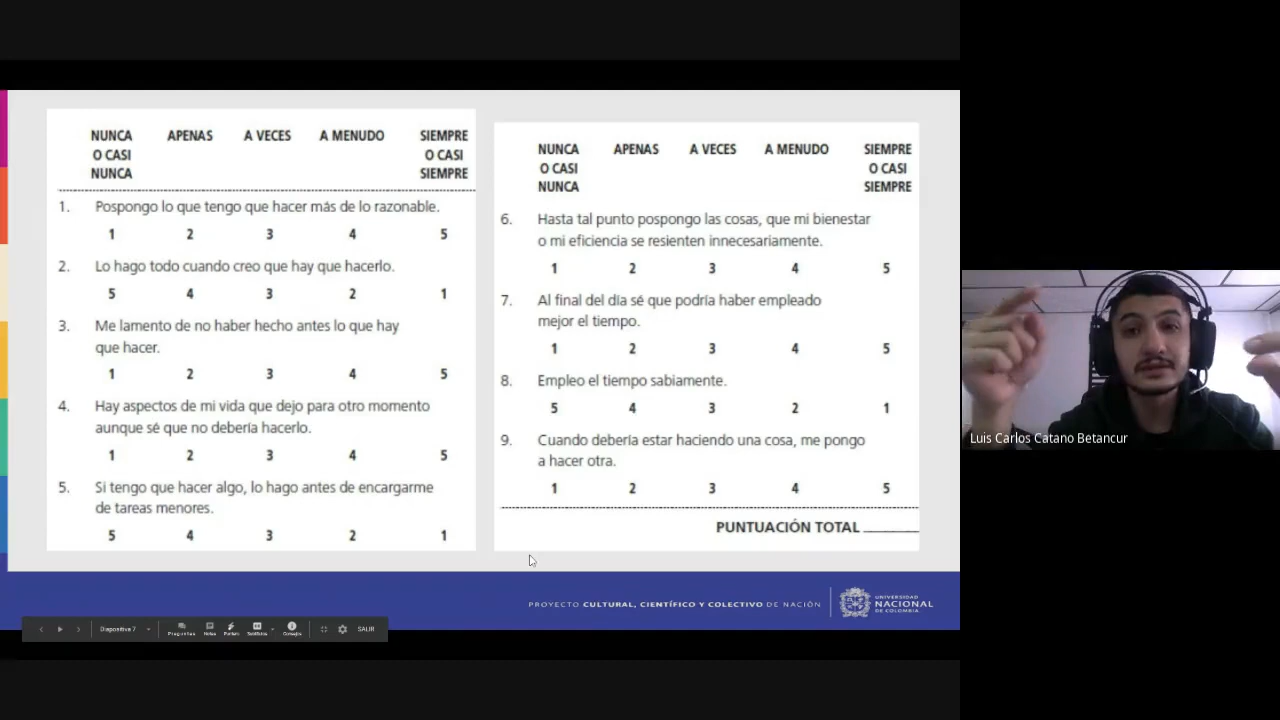 NUNCA APENAS A VECES A MENUDO SIEMPRE
O CASI O CASI
NUNCA SIEMPRE
1. Pospongo lo que tengo que hacer más de lo razonable.
1 2 3 4 5
2. Lo hago todo cuando creo que hay que hacerlo.
5 4 3 2 1
3. Me lamento de no haber hecho antes lo que hay
que hacer.
1 2 3 4 5
4. Hay aspectos de mi vida que dejo para otro momento
aunque sé que no debería hacerlo.
1 2 3 4 5
5. Si tengo que hacer algo, lo hago antes de encargarme
de tareas menores.
5 4 3 2 1
NUNCA APENAS A VECES A MENUDO SIEMPRE
O CASI O CASI
NUNCA SIEMPRE
6. Hasta tal punto pospongo las cosas, que mi bienestar
o mi eficiencia se resienten innecesariamente.
1 2 3 4 5
7. Al final del día sé que podría haber empleado
mejor el tiempo.
1 2 3 4 5
8. Empleo el tiempo sabiamente.
5 4 3 2 1
9. Cuando debería estar haciendo una cosa, me pongo
a hacer otra.
1 2 3 4 5
PUNTUACIÓN TOTAL ________
PROYECTO CULTURAL, CIENTÍFICO Y COLECTIVO DE NACIÓN
UNIVERSIDAD
NACIONAL
DE COLOMBIA
Diapositiva 7 Preguntas Notas Puntero Subtítulos Consejos SALIR
Luis Carlos Catano Betancur